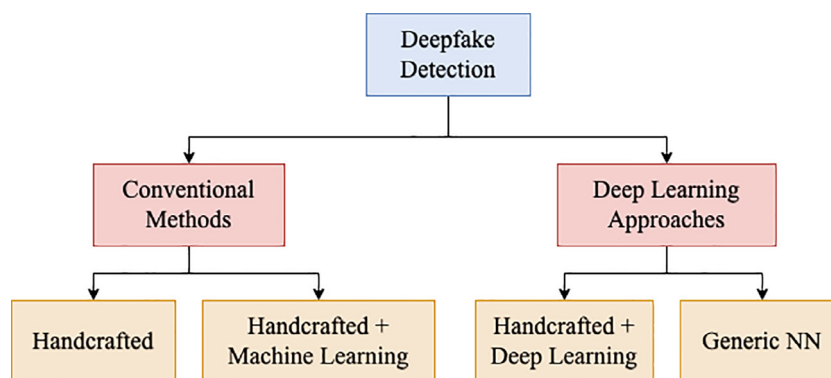 Deepfake
Detection
Conventional
Methods
Deep Learning
Approaches
Handcrafted
Handcrafted +
Machine Learning
Handcrafted +
Deep Learning
Generic NN